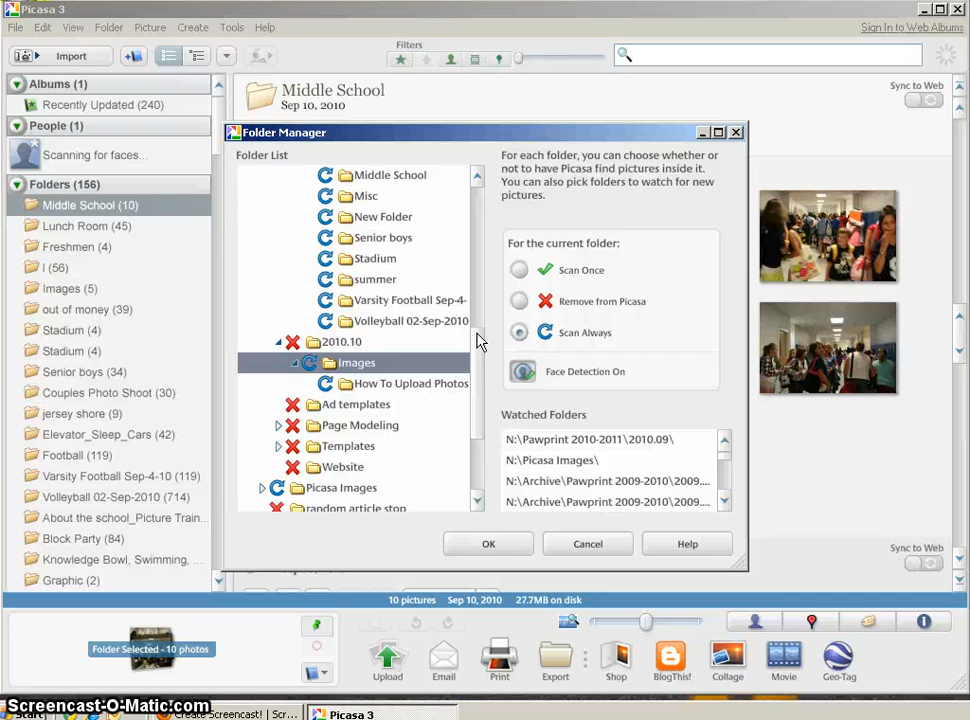 Picasa 3
File Edit View Folder Picture Create Tools Help
Sign In to Web Albums
Import
Filters
Albums (1)
Recently Updated (240)
People (1)
Scanning for faces...
Folders (156)
Middle School (10)
Lunch Room (45)
Freshmen (4)
I (56)
Images (5)
out of money (39)
Stadium (4)
Stadium (4)
Senior boys (34)
Couples Photo Shoot (30)
jersey shore (9)
Elevator_Sleep_Cars (42)
Football (119)
Varsity Football Sep-4-10 (199)
Volleyball 02-Sep-2010 (714)
About the school_Picture Train...
Block Party (84)
Knowledge Bowl, Swimming, ...
Graphic (2)
Middle School
Sep 10, 2010
Sync to Web
Folder Manager
Folder List
Middle School
Misc
New Folder
Senior boys
Stadium
summer
Varsity Football Sep-4-
Volleyball 02-Sep-2010
2010.10
Images
How To Upload Photos
Ad templates
Page Modeling
Templates
Website
Picasa Images
random article stop
For each folder, you can choose whether or
not to have Picasa find pictures inside it.
You can also pick folders to watch for new
pictures.
For the current folder:
Scan Once
Remove from Picasa
Scan Always
Face Detection On
Watched Folders
N:\Pawprint 2010-2011\2010.09\
N:\Picasa Images\
N:\Archive\Pawprint 2009-2010\2009....
N:\Archive\Pawprint 2009-2010\2009....
OK Cancel Help
Sync to Web
10 pictures Sep 10, 2010 27.7MB on disk
Folder Selected - 10 photos
Upload Email Print Export Shop BlogThis! Collage Movie Geo-Tag
Screencast-O-Matic.com
Start
Create Screencast! | Scr...
Picasa 3